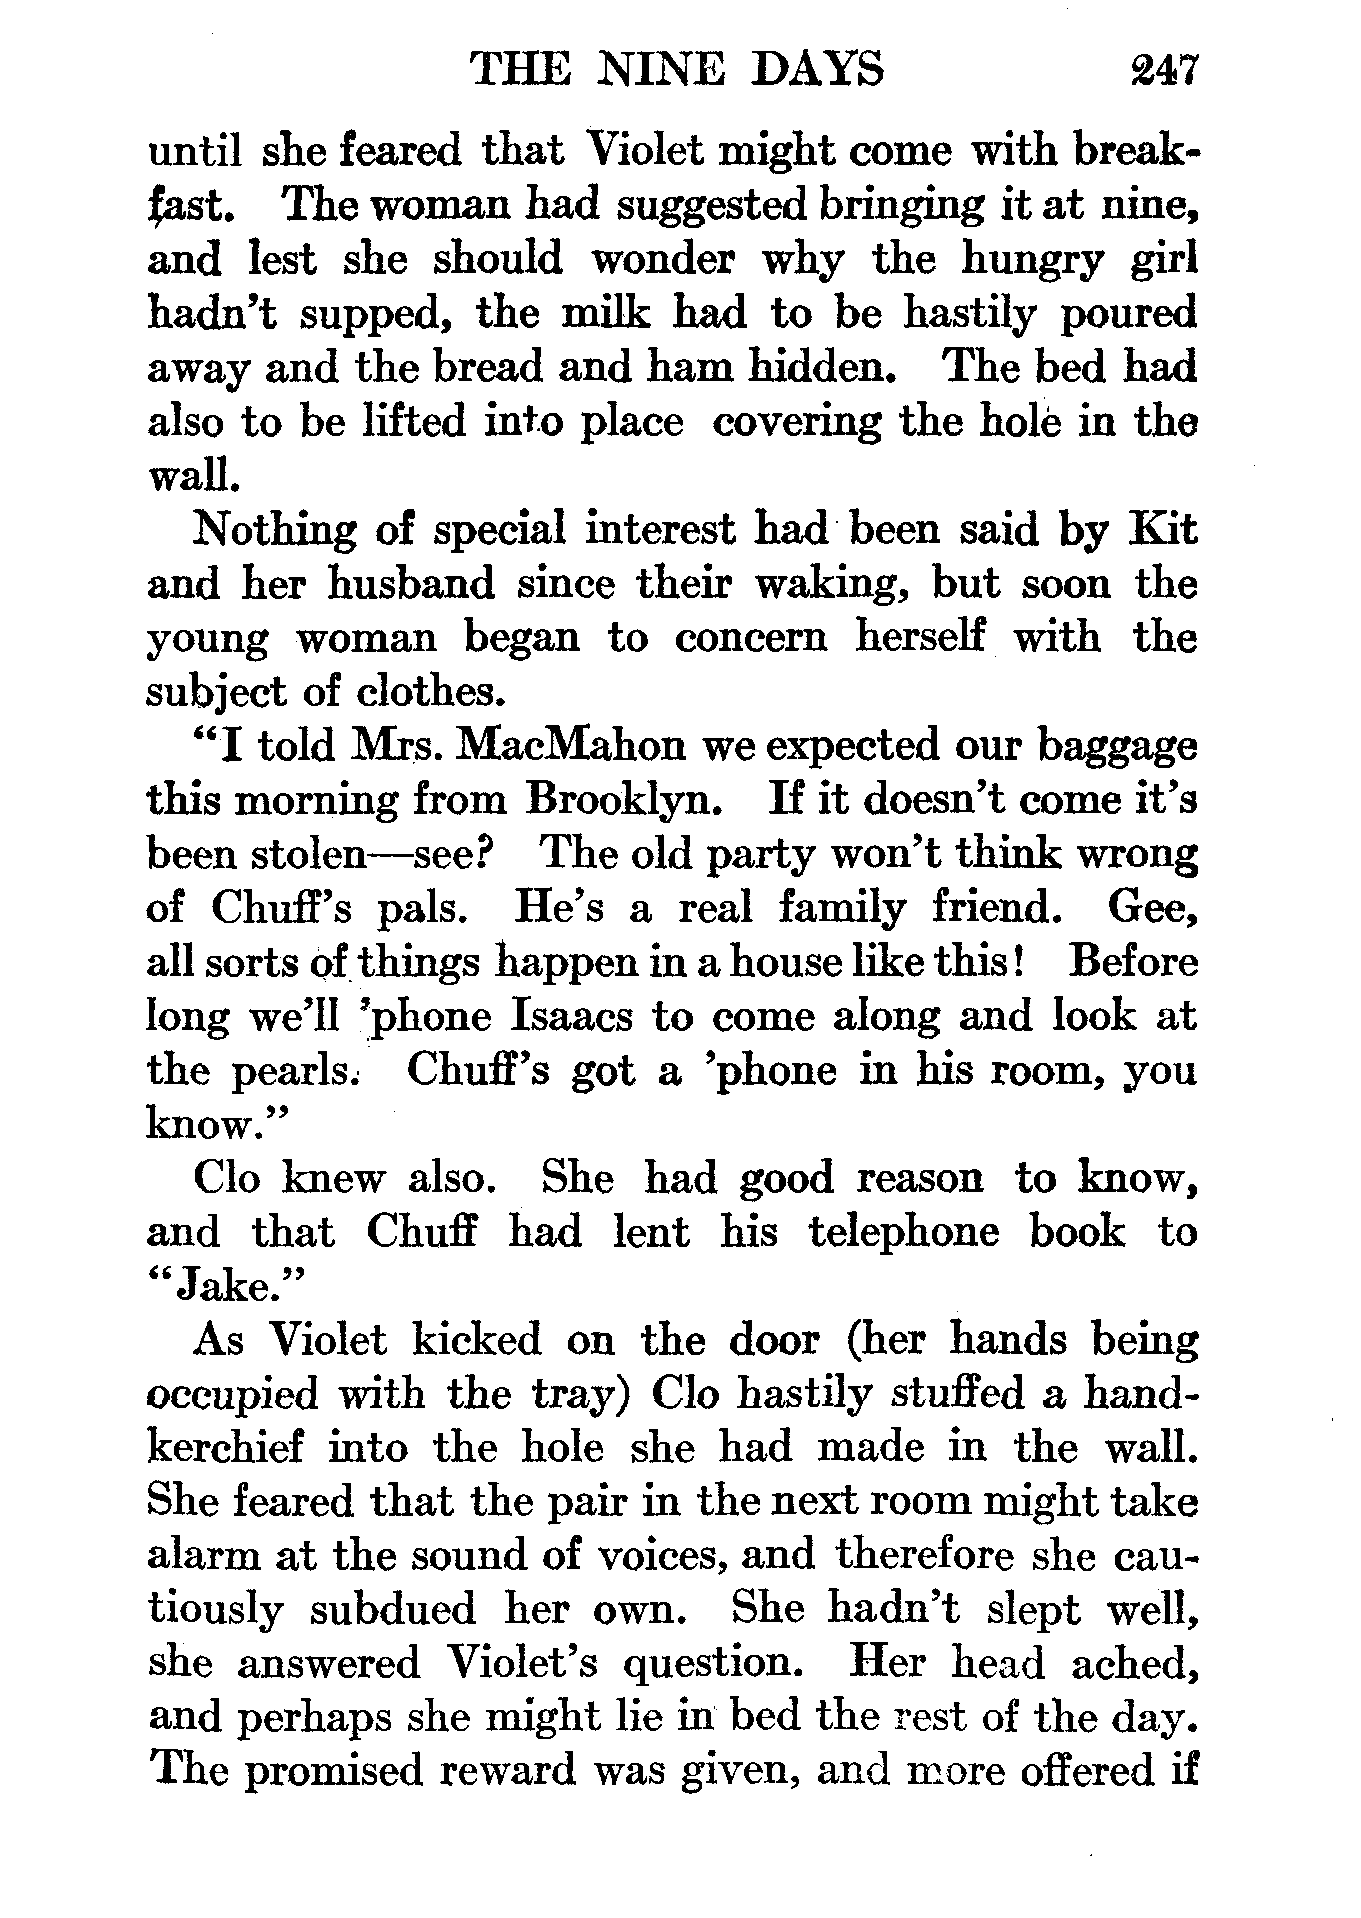 THE NINE DAYS 247
until she feared that Violet might come with break-
fast. The woman had suggested bringing it at nine,
and lest she should wonder why the hungry girl
hadn't supped, the milk had to be hastily poured
away and the bread and ham hidden. The bed had
also to be lifted into place covering the hole in the
wall.
Nothing of special interest had been said by Kit
and her husband since their waking, but soon the
young woman began to concern herself with the
subject of clothes.
“I told Mrs. MacMahon we expected our baggage
this morning from Brooklyn. If it doesn't come it's
been stolen—see? The old party won't think wrong
of Chuff's pals. He's a real family friend. Gee,
all sorts of things happen in a house like this! Before
long we'll 'phone Isaacs to come along and look at
the pearls. Chuff's got a 'phone in his room, you
know.”
Clo knew also. She had good reason to know,
and that Chuff had lent his telephone book to
“Jake.”
As Violet kicked on the door (her hands being
occupied with the tray) Clo hastily stuffed a hand-
kerchief into the hole she had made in the wall.
She feared that the pair in the next room might take
alarm at the sound of voices, and therefore she cau-
tiously subdued her own. She hadn't slept well,
she answered Violet's question. Her head ached,
and perhaps she might lie in bed the rest of the day.
The promised reward was given, and more offered if